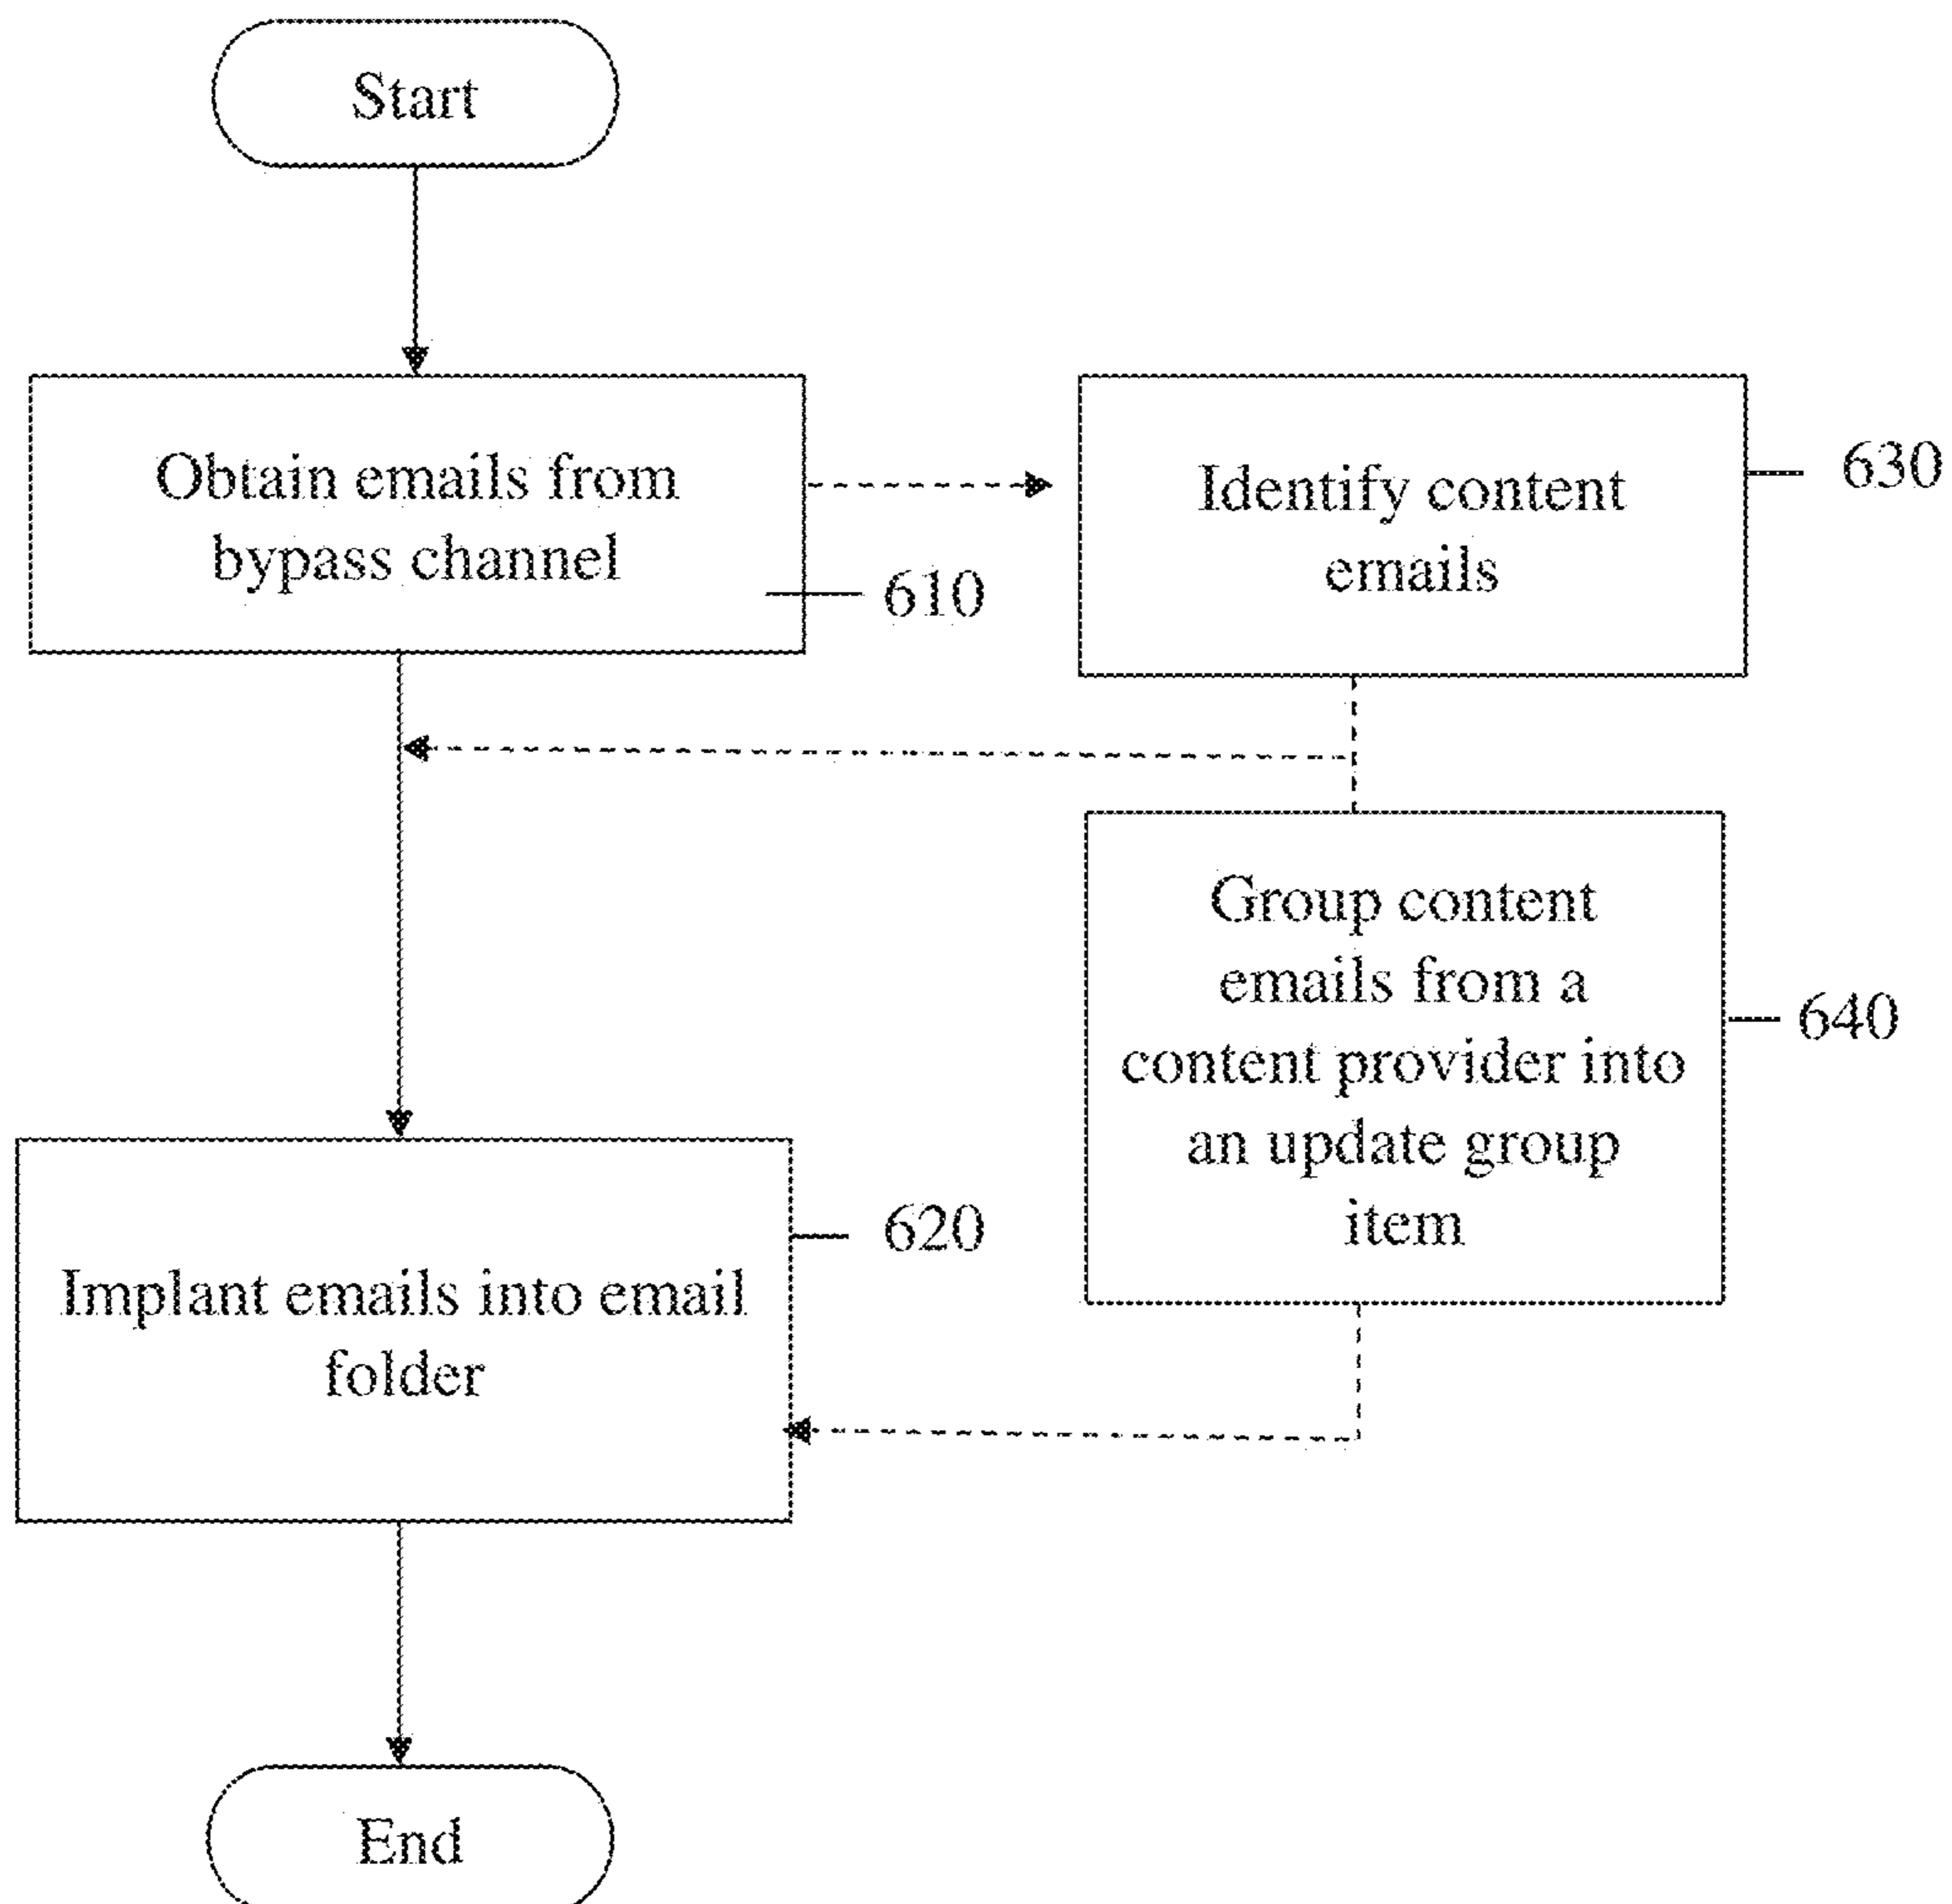 Start
Obtain emails from
bypass channel
610
Identify content
emails
630
Group content
emails from a
content provider into
an update group
item
640
Implant emails into email
folder
620
End